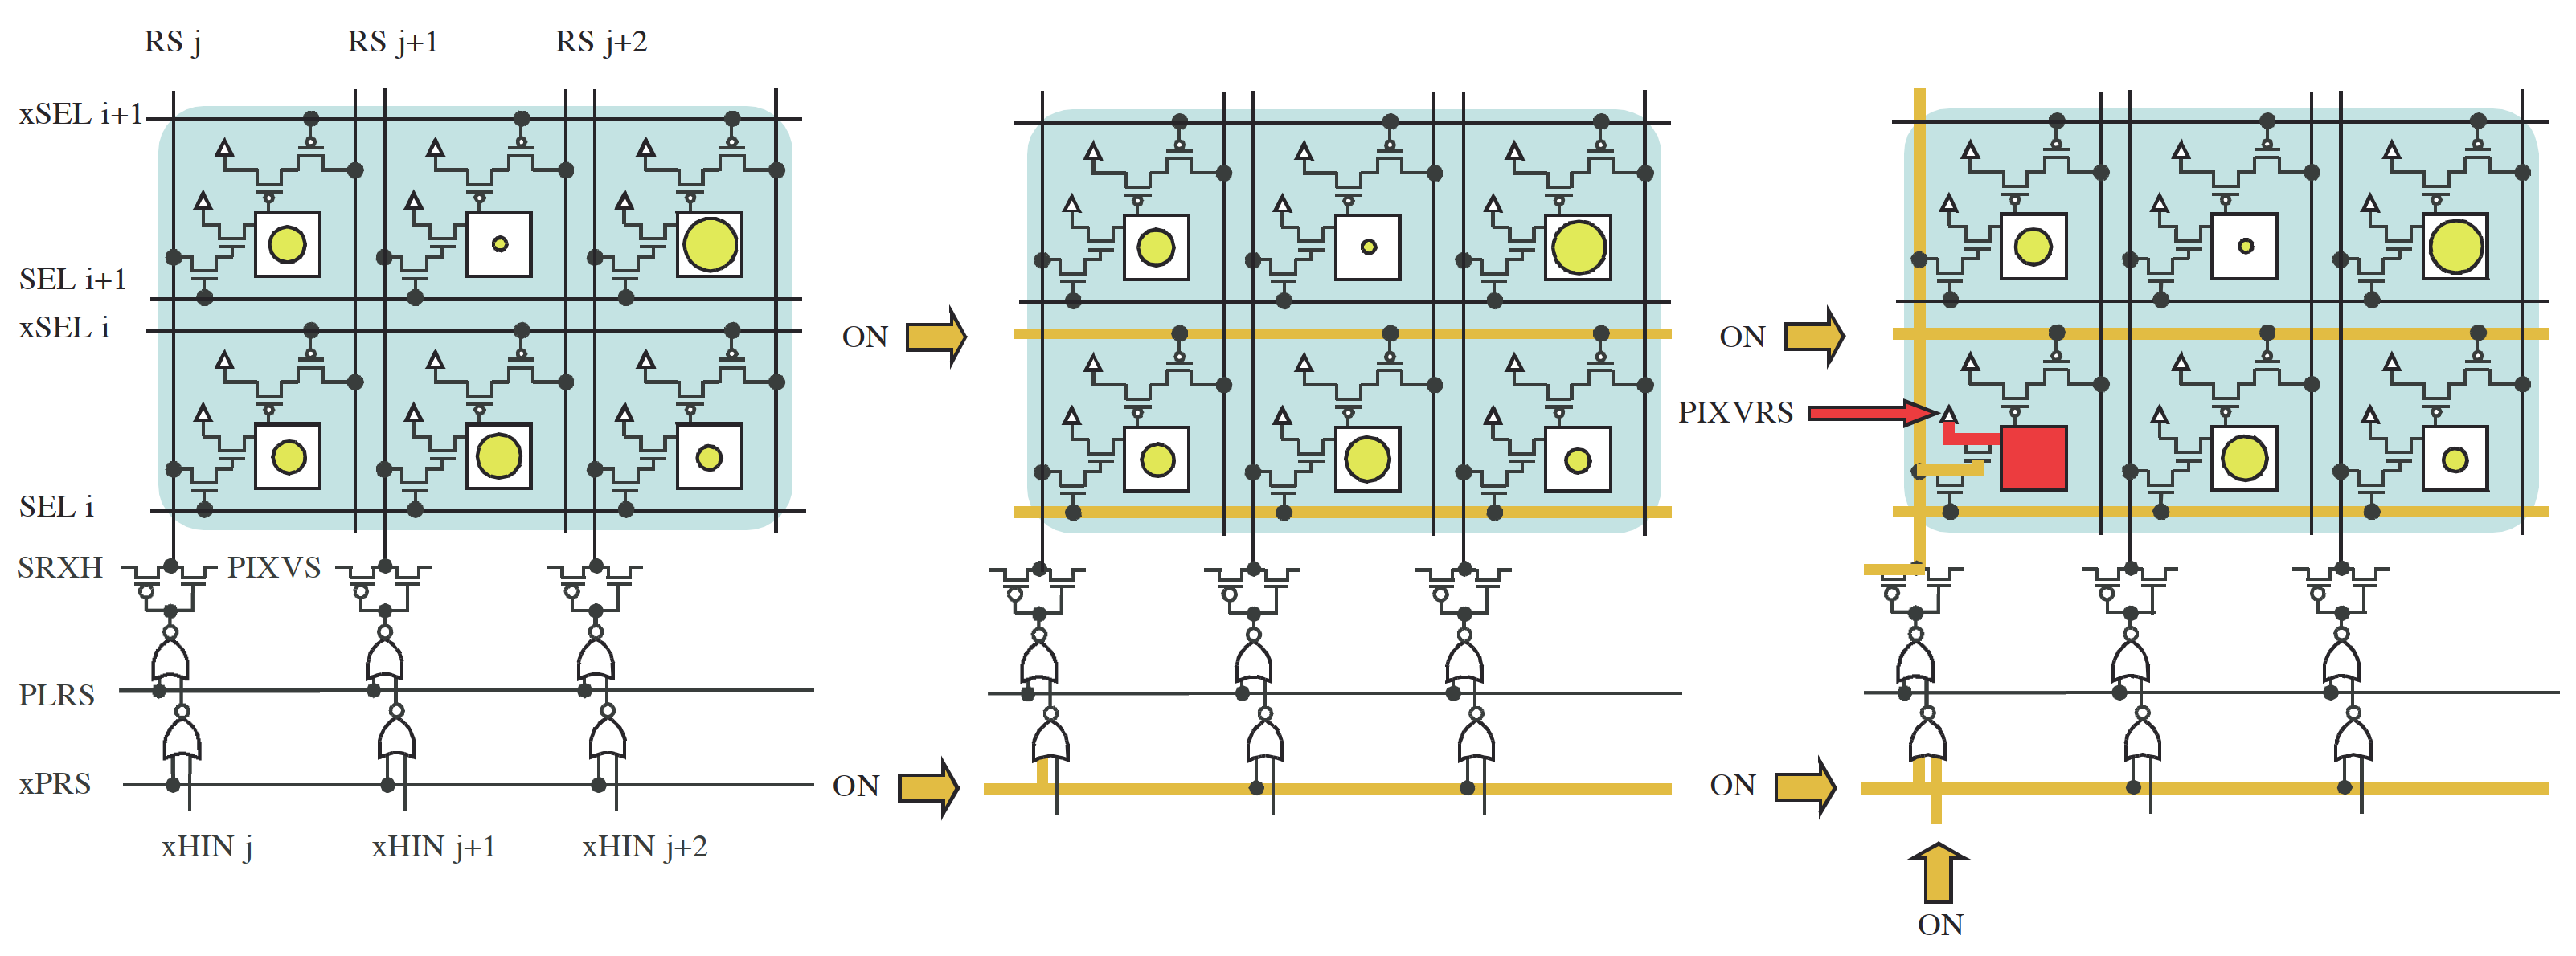 RS j RS j+1 RS j+2
xSEL i+1
SEL i+1
xSEL i
ON
ON
PIXVRS
SEL i
SRXH PIXVS
PLRS
xPRS
ON
ON
xHIN j xHIN j+1 xHIN j+2
ON